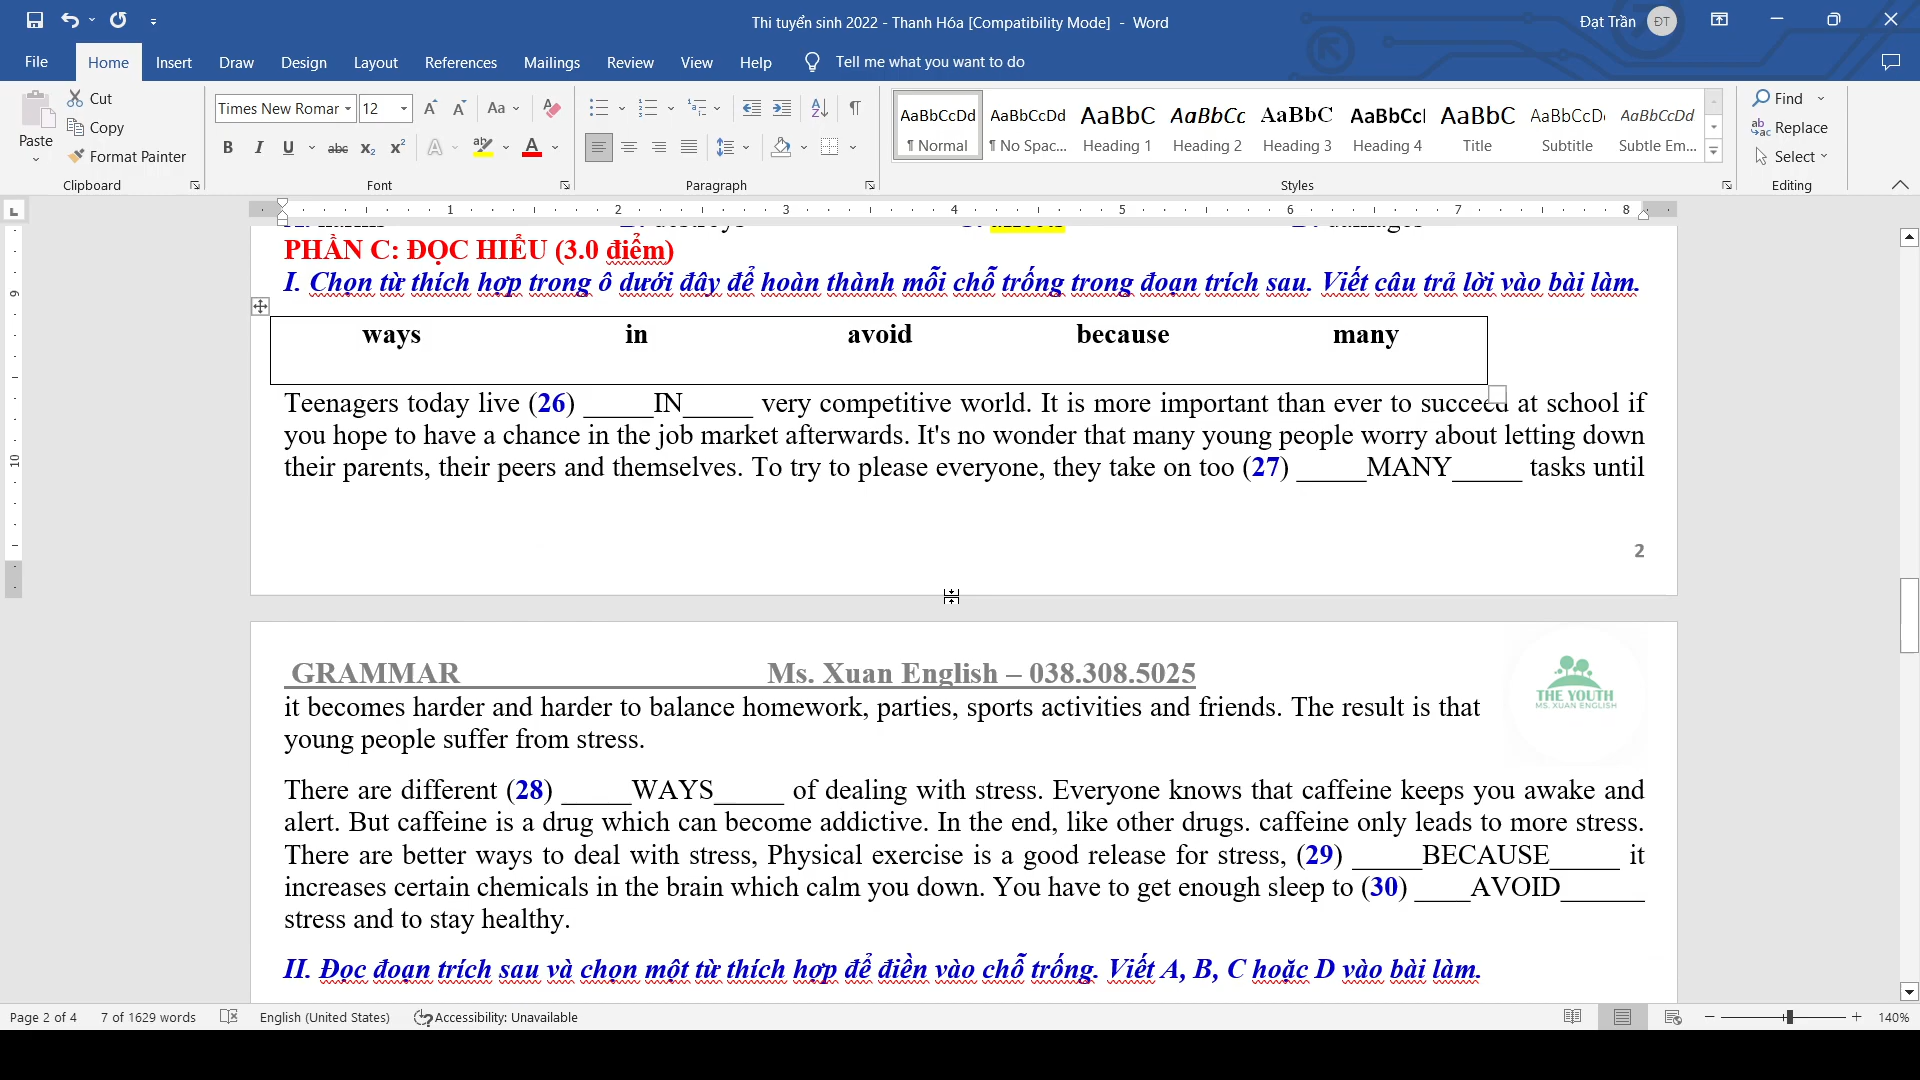 Thi tuyển sinh 2022 - Thanh Hóa [Compatibility Mode] - Word
Đạt Trần ĐT
File Home Insert Draw Design Layout References Mailings Review View Help Tell me what you want to do
Paste
Cut
Copy
Format Painter
Clipboard
Times New Roman 12
Font
Paragraph
AaBbCcDd AaBbCcDd AaBbC AaBbCc AaBbC AaBbCcI AaBbC AaBbCcD AaBbCcDd
¶ Normal ¶ No Spac... Heading 1 Heading 2 Heading 3 Heading 4 Title Subtitle Subtle Em...
Styles
Find
Replace
Select
Editing
1 2 3 4 5 6 7 8
PHẦN C: ĐỌC HIỂU (3.0 điểm)
I. Chọn từ thích hợp trong ô dưới đây để hoàn thành mỗi chỗ trống trong đoạn trích sau. Viết câu trả lời vào bài làm.
ways in avoid because many
Teenagers today live (26) _____IN_____ very competitive world. It is more important than ever to succeed at school if
you hope to have a chance in the job market afterwards. It's no wonder that many young people worry about letting down
their parents, their peers and themselves. To try to please everyone, they take on too (27) _____MANY_____ tasks until
2
GRAMMAR Ms. Xuan English – 038.308.5025
THE YOUTH
MS. XUAN ENGLISH
it becomes harder and harder to balance homework, parties, sports activities and friends. The result is that
young people suffer from stress.
There are different (28) _____WAYS_____ of dealing with stress. Everyone knows that caffeine keeps you awake and
alert. But caffeine is a drug which can become addictive. In the end, like other drugs. caffeine only leads to more stress.
There are better ways to deal with stress, Physical exercise is a good release for stress, (29) _____BECAUSE_____ it
increases certain chemicals in the brain which calm you down. You have to get enough sleep to (30) ____AVOID______
stress and to stay healthy.
II. Đọc đoạn trích sau và chọn một từ thích hợp để điền vào chỗ trống. Viết A, B, C hoặc D vào bài làm.
Page 2 of 4 7 of 1629 words English (United States) Accessibility: Unavailable 140%